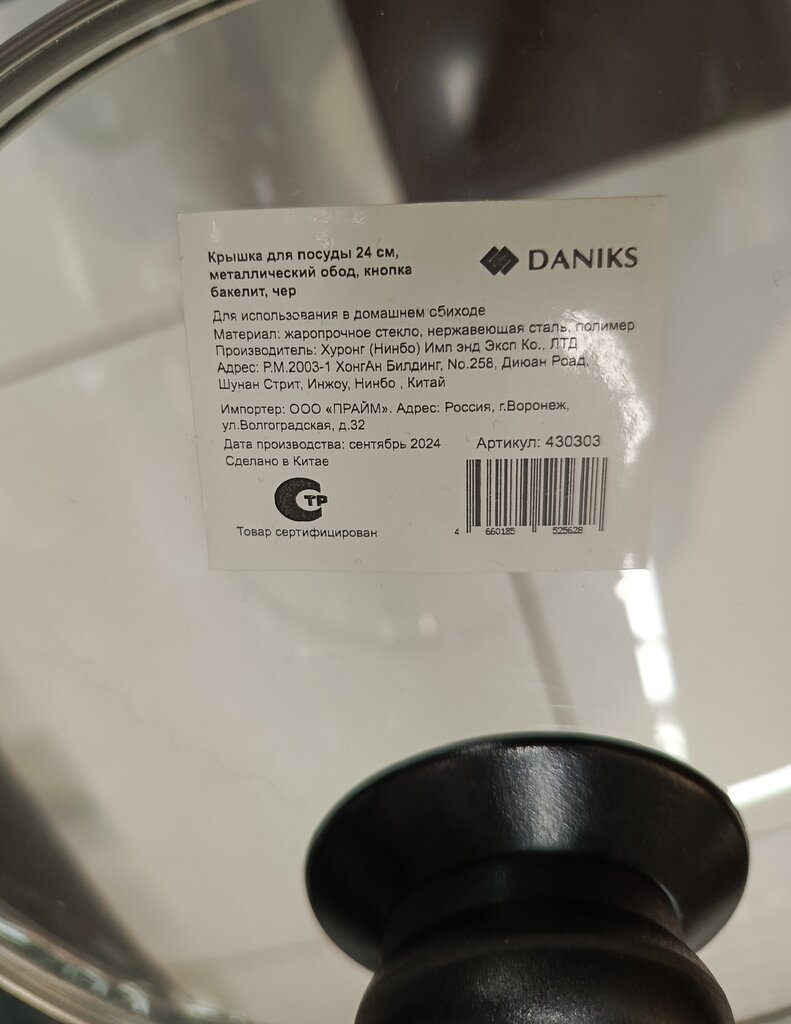 Крышка для посуды 24 см,
металлический обод, кнопка
бакелит, чер
DANIKS
Для использования в домашнем обиходе
Материал: жаропрочное стекло, нержавеющая сталь, полимер
Производитель: Хуронг (Нинбо) Имп энд Эксп Ко., ЛТД
Адрес: Р.М.2003-1 ХонгАн Билдинг, No.258, Диюан Роад,
Шунан Стрит, Инжоу, Нинбо , Китай
Импортер: ООО «ПРАЙМ». Адрес: Россия, г.Воронеж,
ул.Волгоградская, д.32
Дата производства: сентябрь 2024
Артикул: 430303
Сделано в Китае
СТР
Товар сертифицирован
4 660185 525628